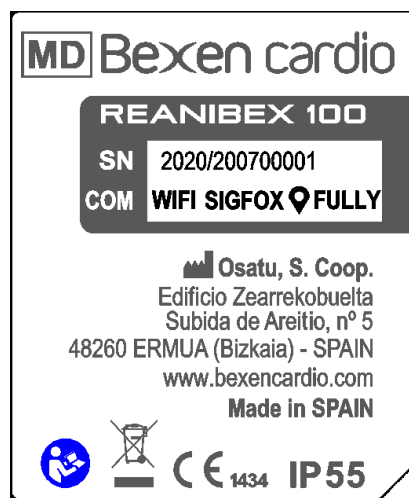 MD Bexen cardio
REANIBEX 100
SN 2020/200700001
COM WIFI SIGFOX FULLY
Osatu, S. Coop.
Edificio Zearrekobuelta
Subida de Areitio, nº 5
48260 ERMUA (Bizkaia) - SPAIN
www.bexencardio.com
Made in SPAIN
CE 1434 IP55